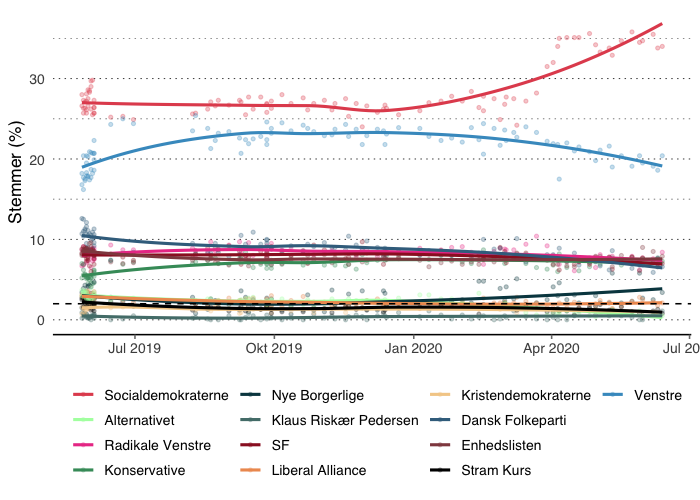 Stemmer (%)
30
20
10
0
Jul 2019 Okt 2019 Jan 2020 Apr 2020 Jul 20
Socialdemokraterne Nye Borgerlige Kristendemokraterne Venstre
Alternativet Klaus Riskær Pedersen Dansk Folkeparti
Radikale Venstre SF Enhedslisten
Konservative Liberal Alliance Stram Kurs